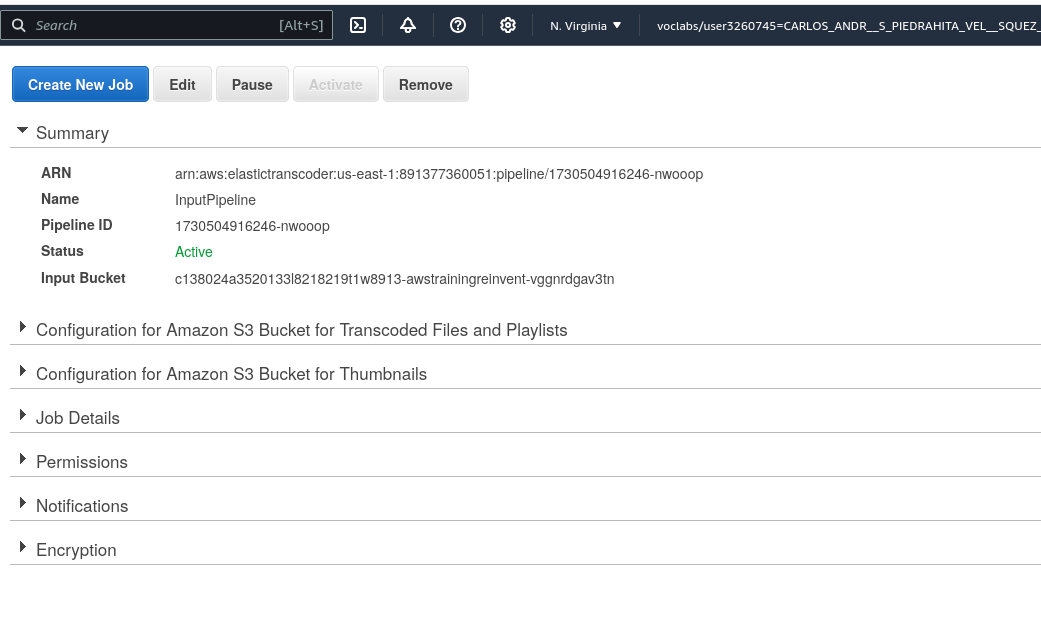 Search [Alt+S] N. Virginia voclabs/user3260745=CARLOS_ANDR__S_PIEDRAHITA_VEL__SQUEZ_
Create New Job Edit Pause Activate Remove
Summary
ARN arn:aws:elastictranscoder:us-east-1:891377360051:pipeline/1730504916246-nwooop
Name InputPipeline
Pipeline ID 1730504916246-nwooop
Status Active
Input Bucket c138024a3520133l8218219t1w8913-awstrainingreinvent-vggnrdgav3tn
Configuration for Amazon S3 Bucket for Transcoded Files and Playlists
Configuration for Amazon S3 Bucket for Thumbnails
Job Details
Permissions
Notifications
Encryption